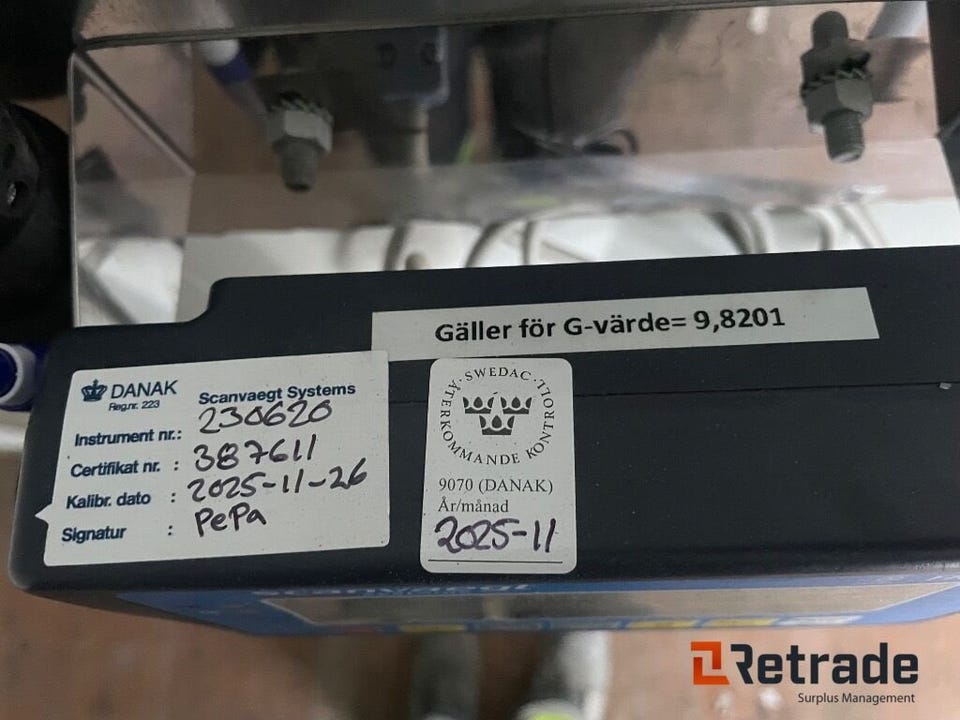 Gäller för G-värde= 9,8201
DANAK
Reg.nr. 223
Scanvaegt Systems
Instrument nr.: 230620
Certifikat nr. : 387611
Kalibr. dato : 2025-11-26
Signatur : PePa
· SWEDAC ·
ÅTERKOMMANDE KONTROLL
9070 (DANAK)
År/månad
2025-11
scanvaegt
Retrade
Surplus Management